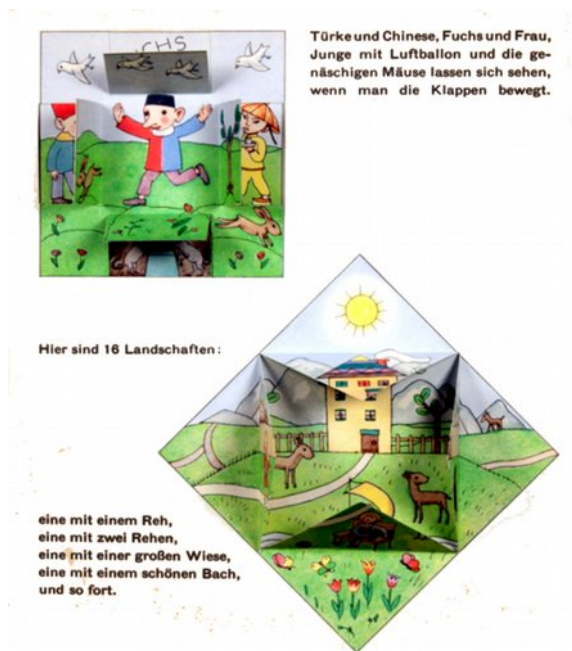 CHS
Türke und Chinese, Fuchs und Frau,
Junge mit Luftballon und die ge-
näschigen Mäuse lassen sich sehen,
wenn man die Klappen bewegt.
Hier sind 16 Landschaften:
eine mit einem Reh,
eine mit zwei Rehen,
eine mit einer großen Wiese,
eine mit einem schönen Bach,
und so fort.